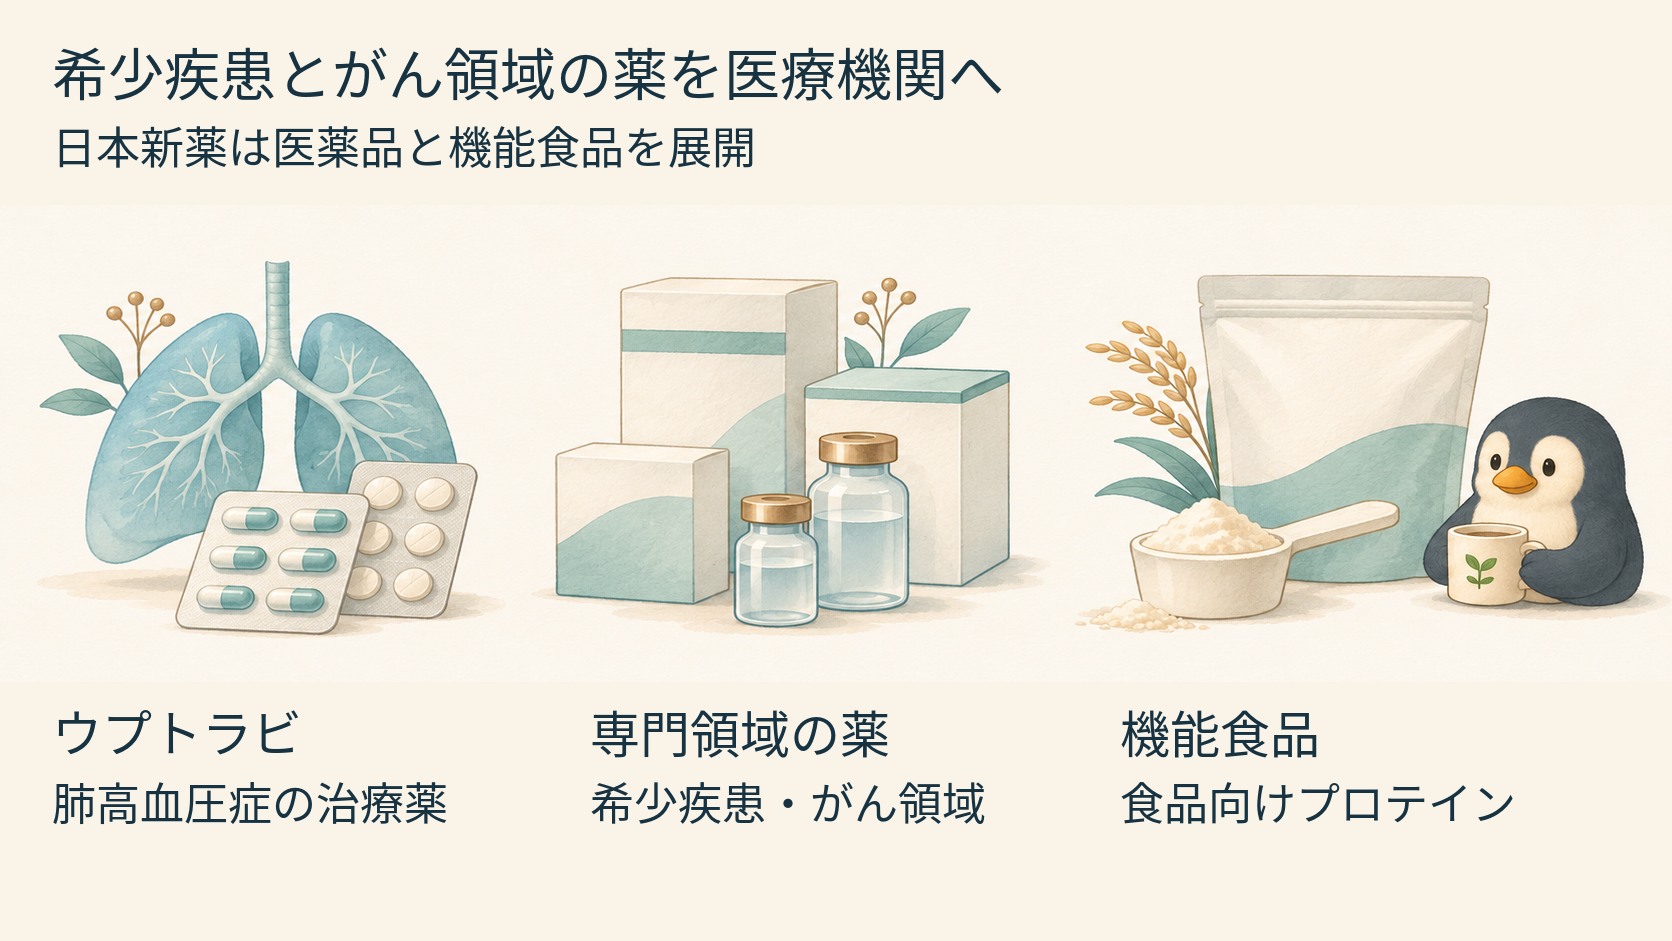 希少疾患とがん領域の薬を医療機関へ
日本新薬は医薬品と機能食品を展開
ウプトラビ
肺高血圧症の治療薬
専門領域の薬
希少疾患・がん領域
機能食品
食品向けプロテイン